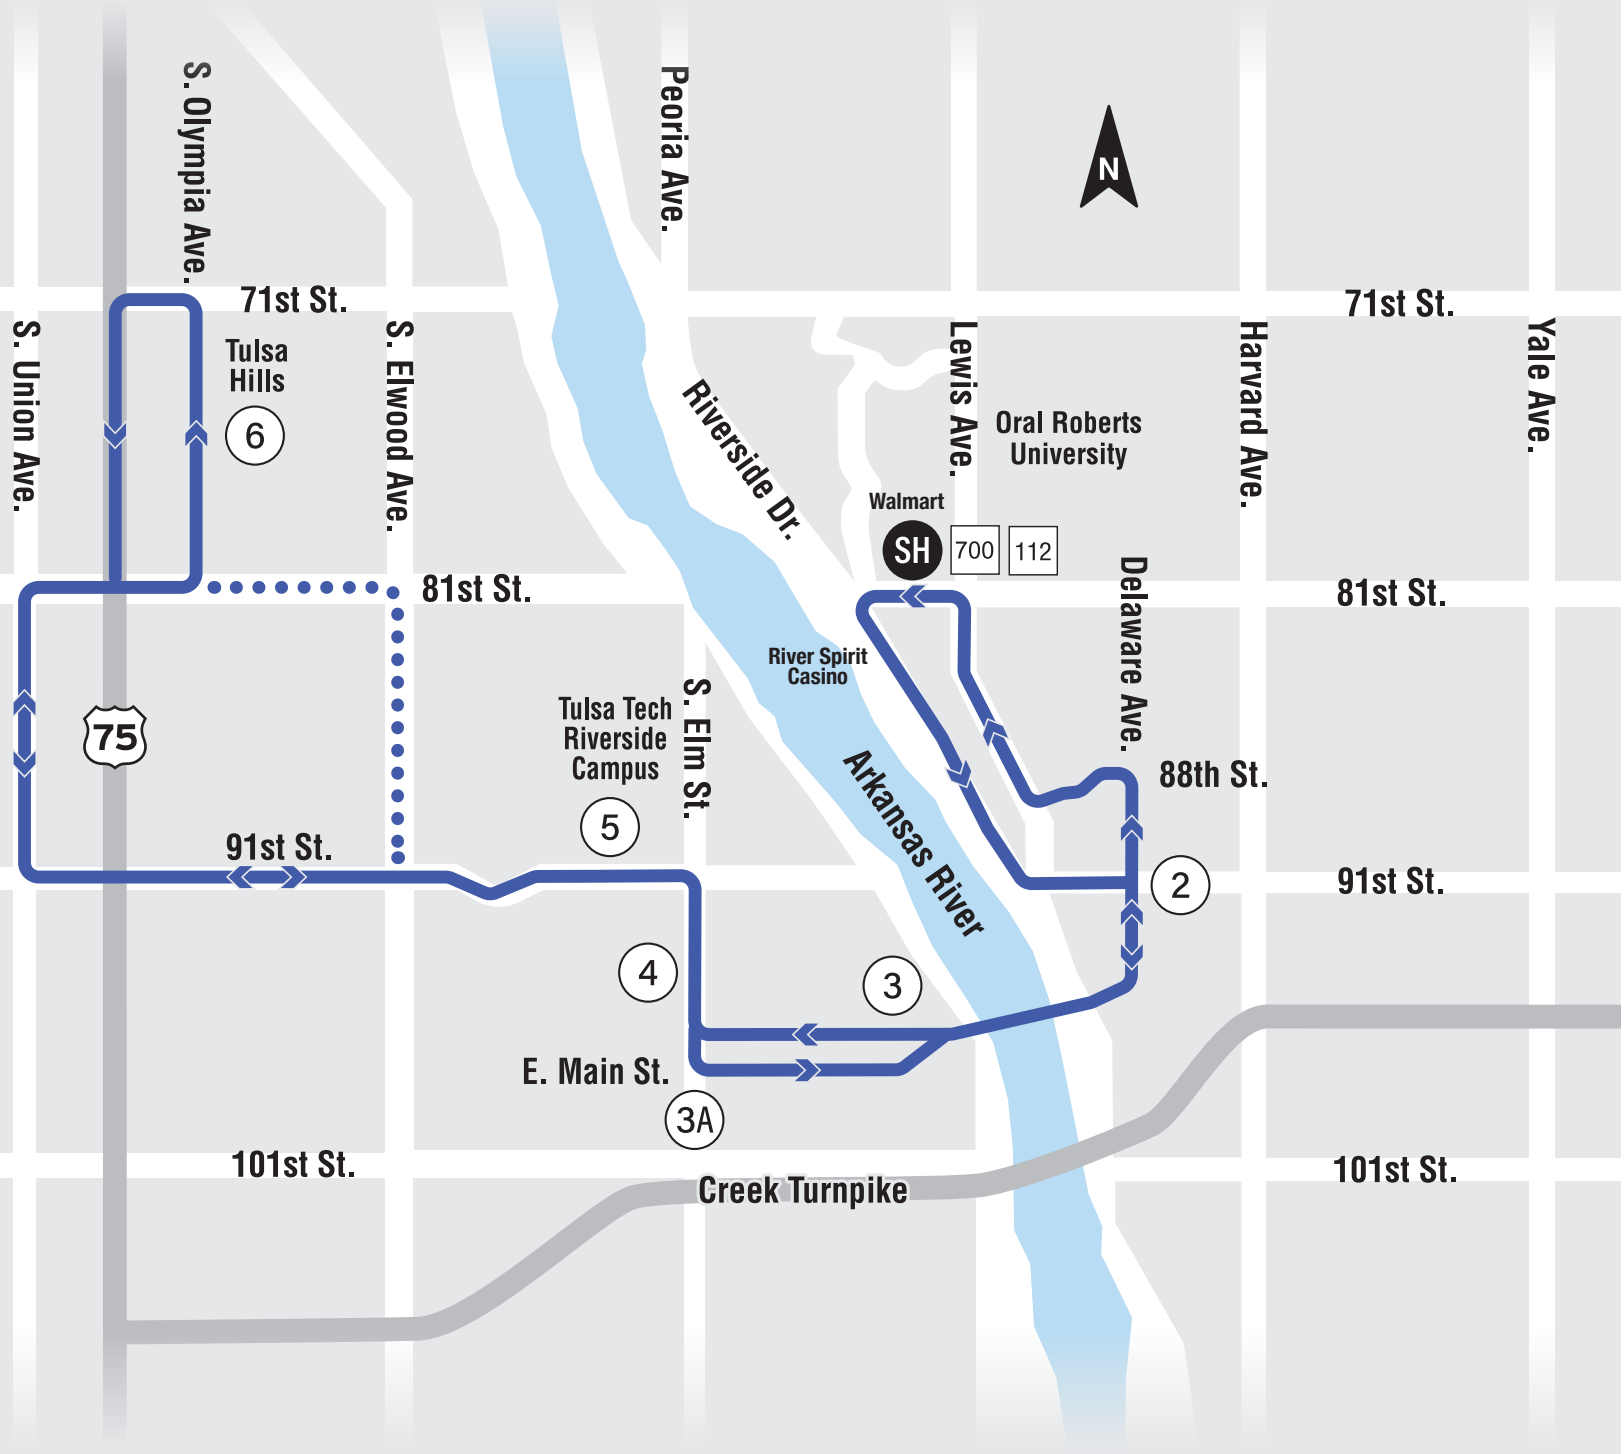 S. Olympia Ave.
Peoria Ave.
N
71st St.
71st St.
S. Union Ave.
Tulsa
Hills
6
S. Elwood Ave.
Riverside Dr.
Lewis Ave.
Oral Roberts
University
Harvard Ave.
Yale Ave.
Walmart
SH
700
112
81st St.
81st St.
Delaware Ave.
River Spirit
Casino
75
Tulsa Tech
Riverside
Campus
5
S. Elm St.
Arkansas River
88th St.
91st St.
2
91st St.
4
3
E. Main St.
3A
101st St.
101st St.
Creek Turnpike